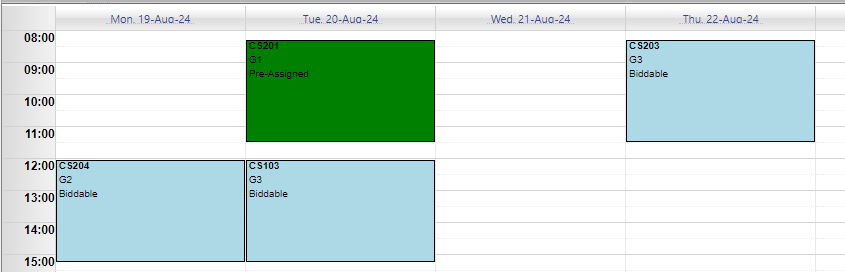 Mon. 19-Aug-24 Tue. 20-Aug-24 Wed. 21-Aug-24 Thu. 22-Aug-24
08:00
CS201
G1
Pre-Assigned
CS203
G3
Biddable
09:00
10:00
11:00
12:00
CS204
G2
Biddable
CS103
G3
Biddable
13:00
14:00
15:00